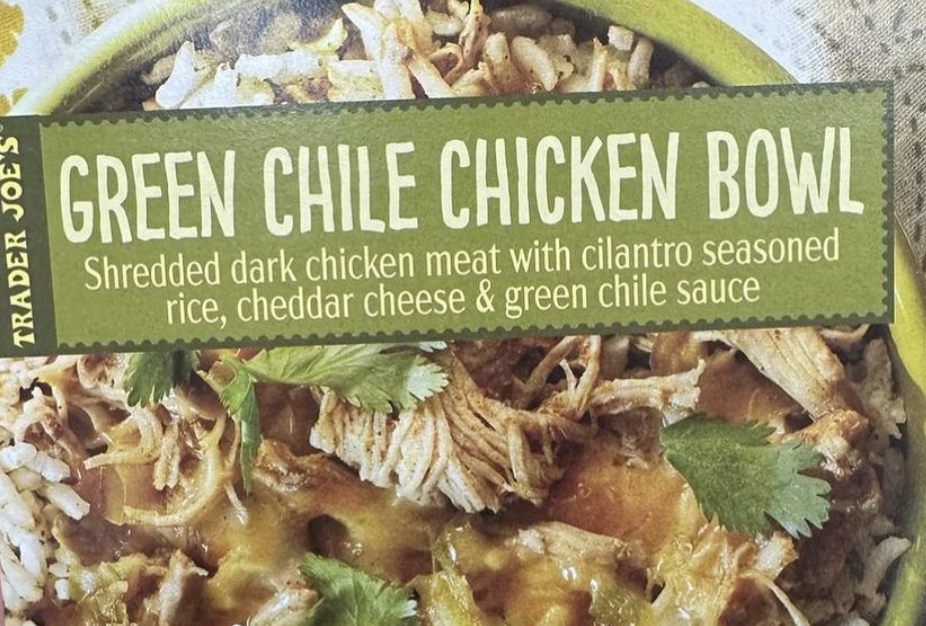 TRADER JOE'S
GREEN CHILE CHICKEN BOWL
Shredded dark chicken meat with cilantro seasoned
rice, cheddar cheese & green chile sauce